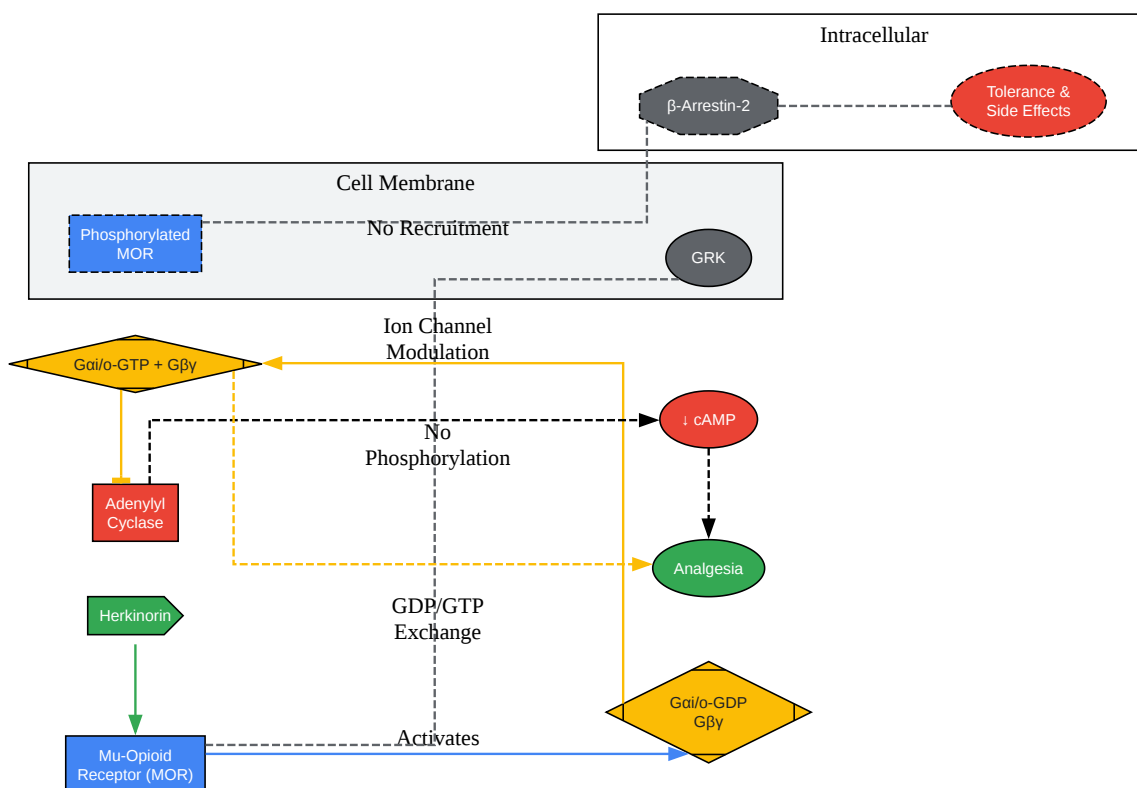 Intracellular
β-Arrestin-2
Tolerance &
Side Effects
Cell Membrane
Phosphorylated
MOR
No Recruitment
GRK
Ion Channel
Modulation
Gαi/o-GTP + Gβγ
↓ cAMP
No
Phosphorylation
Adenylyl
Cyclase
Analgesia
Herkinorin
GDP/GTP
Exchange
Gαi/o-GDP
Gβγ
Activates
Mu-Opioid
Receptor (MOR)